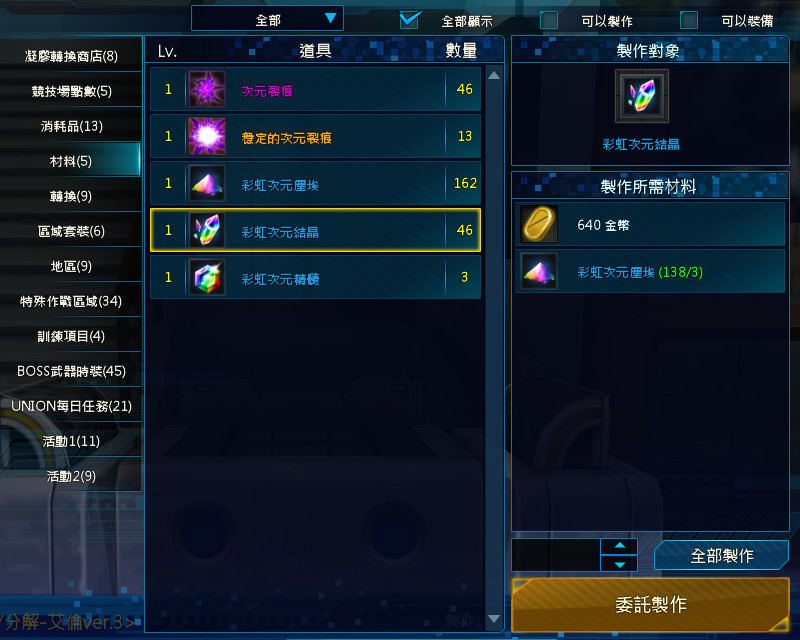 全部
全部顯示
可以製作
可以裝備
凝膠轉換商店(8)
競技場點數(5)
消耗品(13)
材料(5)
轉換(9)
區域套裝(6)
地區(9)
特殊作戰區域(34)
訓練項目(4)
BOSS武器時裝(45)
UNION每日任務(21)
活動1(11)
活動2(9)
/分解-艾倫ver.3>
Lv. 道具 數量
1 次元裂痕 46
1 穩定的次元裂痕 13
1 彩虹次元塵埃 162
1 彩虹次元結晶 46
1 彩虹次元精髓 3
製作對象
彩虹次元結晶
製作所需材料
640 金幣
彩虹次元塵埃 (138/3)
全部製作
委託製作